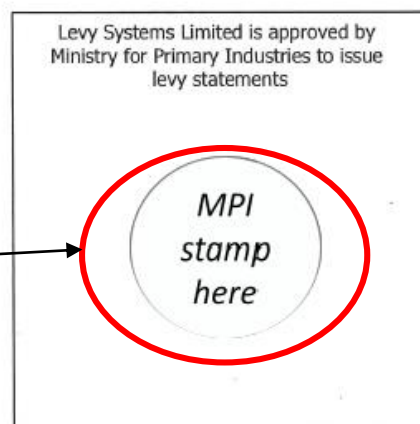 Levy Systems Limited is approved by
Ministry for Primary Industries to issue
levy statements
MPI
stamp
here